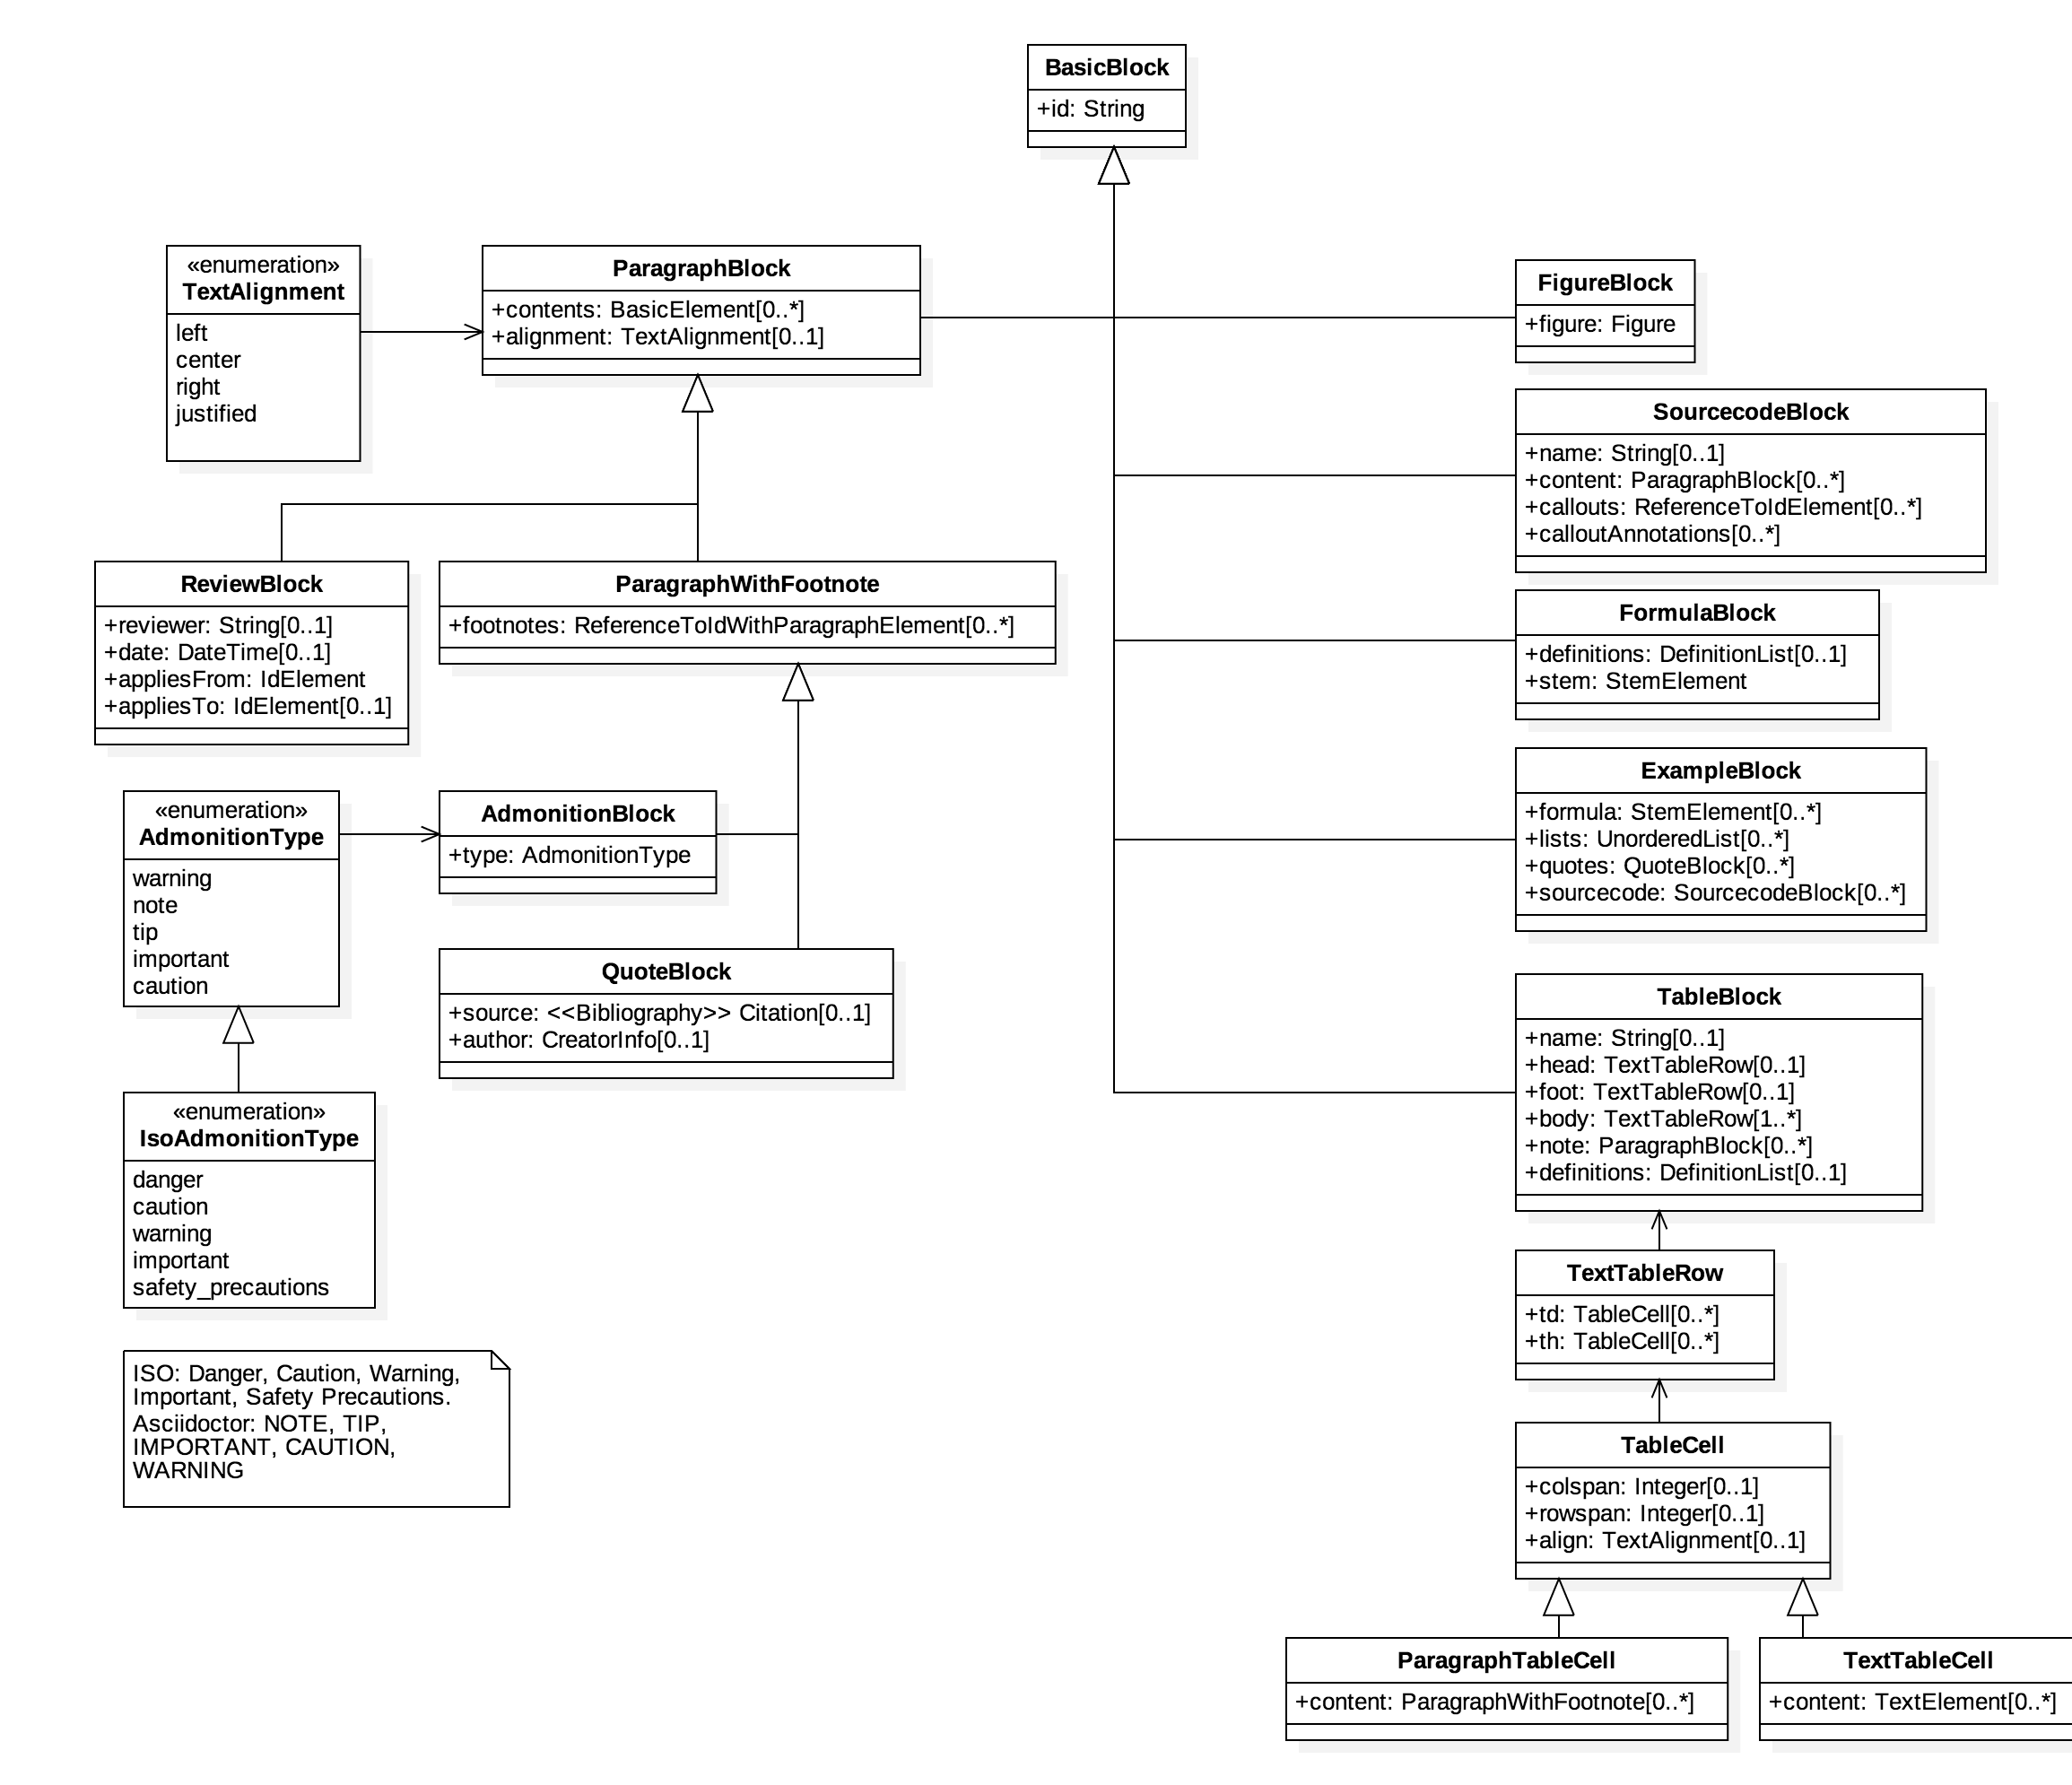 BasicBlock
+id: String
«enumeration»
TextAlignment
left
center
right
justified
ParagraphBlock
+contents: BasicElement[0..*]
+alignment: TextAlignment[0..1]
FigureBlock
+figure: Figure
SourcecodeBlock
+name: String[0..1]
+content: ParagraphBlock[0..*]
+callouts: ReferenceToIdElement[0..*]
+calloutAnnotations[0..*]
ReviewBlock
+reviewer: String[0..1]
+date: DateTime[0..1]
+appliesFrom: IdElement
+appliesTo: IdElement[0..1]
ParagraphWithFootnote
+footnotes: ReferenceToIdWithParagraphElement[0..*]
FormulaBlock
+definitions: DefinitionList[0..1]
+stem: StemElement
«enumeration»
AdmonitionType
warning
note
tip
important
caution
AdmonitionBlock
+type: AdmonitionType
ExampleBlock
+formula: StemElement[0..*]
+lists: UnorderedList[0..*]
+quotes: QuoteBlock[0..*]
+sourcecode: SourcecodeBlock[0..*]
QuoteBlock
+source: <<Bibliography>> Citation[0..1]
+author: CreatorInfo[0..1]
TableBlock
+name: String[0..1]
+head: TextTableRow[0..1]
+foot: TextTableRow[0..1]
+body: TextTableRow[1..*]
+note: ParagraphBlock[0..*]
+definitions: DefinitionList[0..1]
«enumeration»
IsoAdmonitionType
danger
caution
warning
important
safety_precautions
TextTableRow
+td: TableCell[0..*]
+th: TableCell[0..*]
ISO: Danger, Caution, Warning,
Important, Safety Precautions.
Asciidoctor: NOTE, TIP,
IMPORTANT, CAUTION,
WARNING
TableCell
+colspan: Integer[0..1]
+rowspan: Integer[0..1]
+align: TextAlignment[0..1]
ParagraphTableCell
+content: ParagraphWithFootnote[0..*]
TextTableCell
+content: TextElement[0..*]